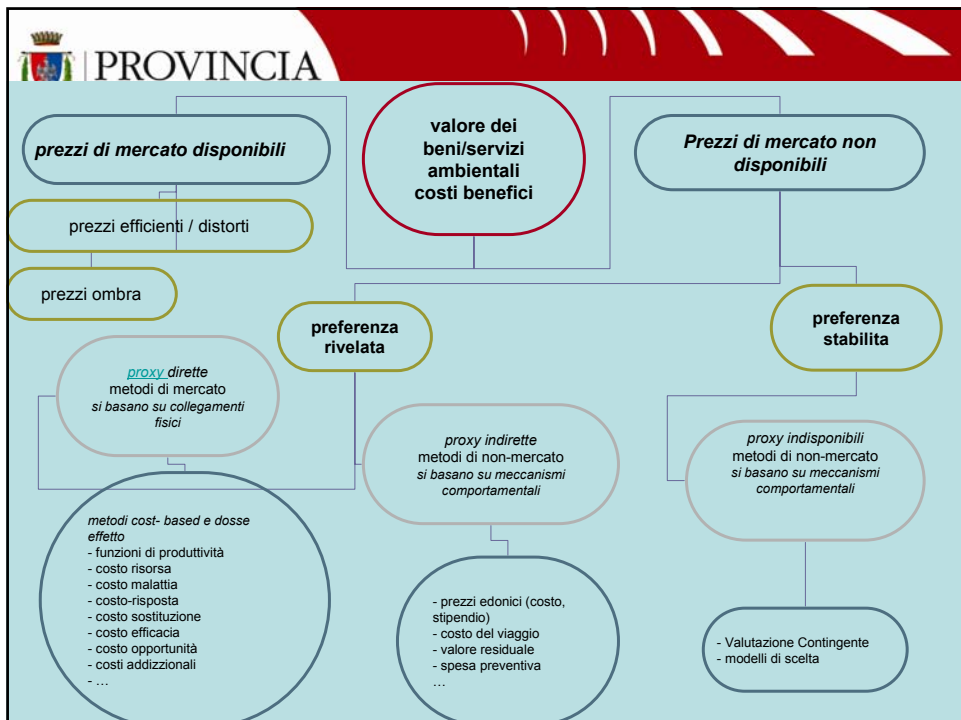 PROVINCIA
valore dei
beni/servizi
ambientali
costi benefici
prezzi di mercato disponibili
prezzi efficienti / distorti
prezzi ombra
Prezzi di mercato non
disponibili
preferenza
rivelata
preferenza
stabilita
proxy dirette
metodi di mercato
si basano su collegamenti
fisici
proxy indirette
metodi di non-mercato
si basano su meccanismi
comportamentali
proxy indisponibili
metodi di non-mercato
si basano su meccanismi
comportamentali
metodi cost- based e dosse
effetto
- funzioni di produttività
- costo risorsa
- costo malattia
- costo-risposta
- costo sostituzione
- costo efficacia
- costo opportunità
- costi addizzionali
- ...
- prezzi edonici (costo,
stipendio)
- costo del viaggio
- valore residuale
- spesa preventiva
...
- Valutazione Contingente
- modelli di scelta